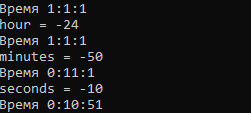 Время 1:1:1
hour = -24
Время 1:1:1
minutes = -50
Время 0:11:1
seconds = -10
Время 0:10:51